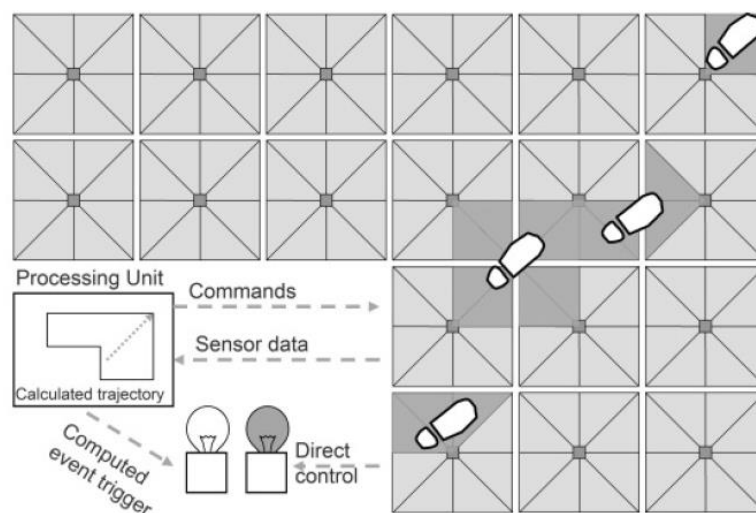 Processing Unit
Commands
Sensor data
Calculated trajectory
Computed
event trigger
Direct
control